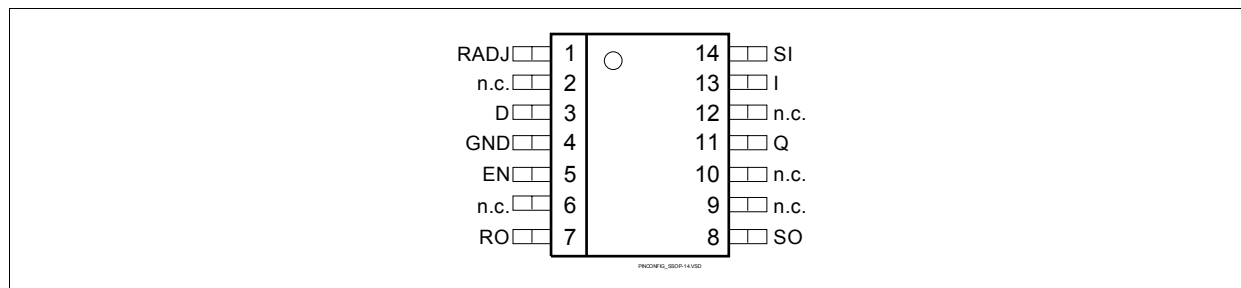 RADJ 1 14 SI
n.c. 2 13 I
D 3 12 n.c.
GND 4 11 Q
EN 5 10 n.c.
n.c. 6 9 n.c.
RO 7 8 SO
PINCONFIG_SSOP-14.VSD